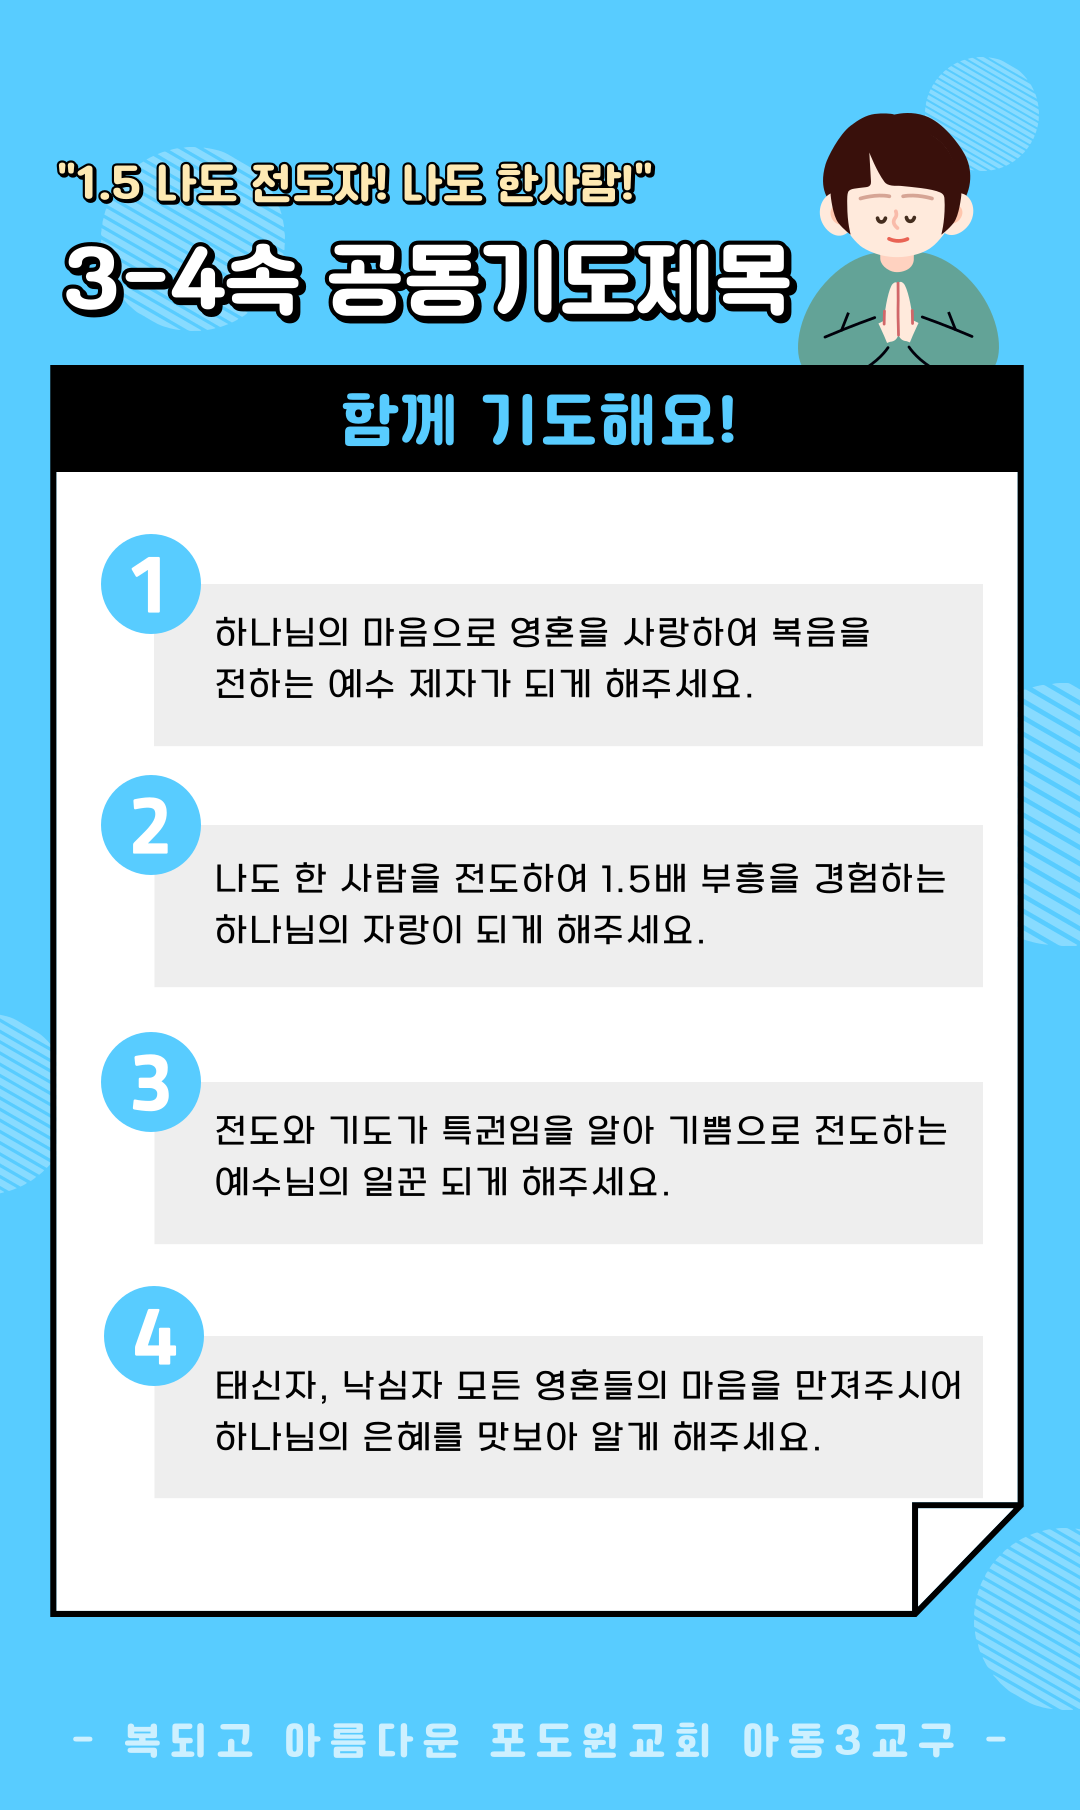 "1.5 나도 전도자! 나도 한사람!"
3-4속 공동기도제목
함께 기도해요!
1
하나님의 마음으로 영혼을 사랑하여 복음을
전하는 예수 제자가 되게 해주세요.
2
나도 한 사람을 전도하여 1.5배 부흥을 경험하는
하나님의 자랑이 되게 해주세요.
3
전도와 기도가 특권임을 알아 기쁨으로 전도하는
예수님의 일꾼 되게 해주세요.
4
태신자, 낙심자 모든 영혼들의 마음을 만져주시어
하나님의 은혜를 맛보아 알게 해주세요.
- 복되고 아름다운 포도원교회 아동3교구 -